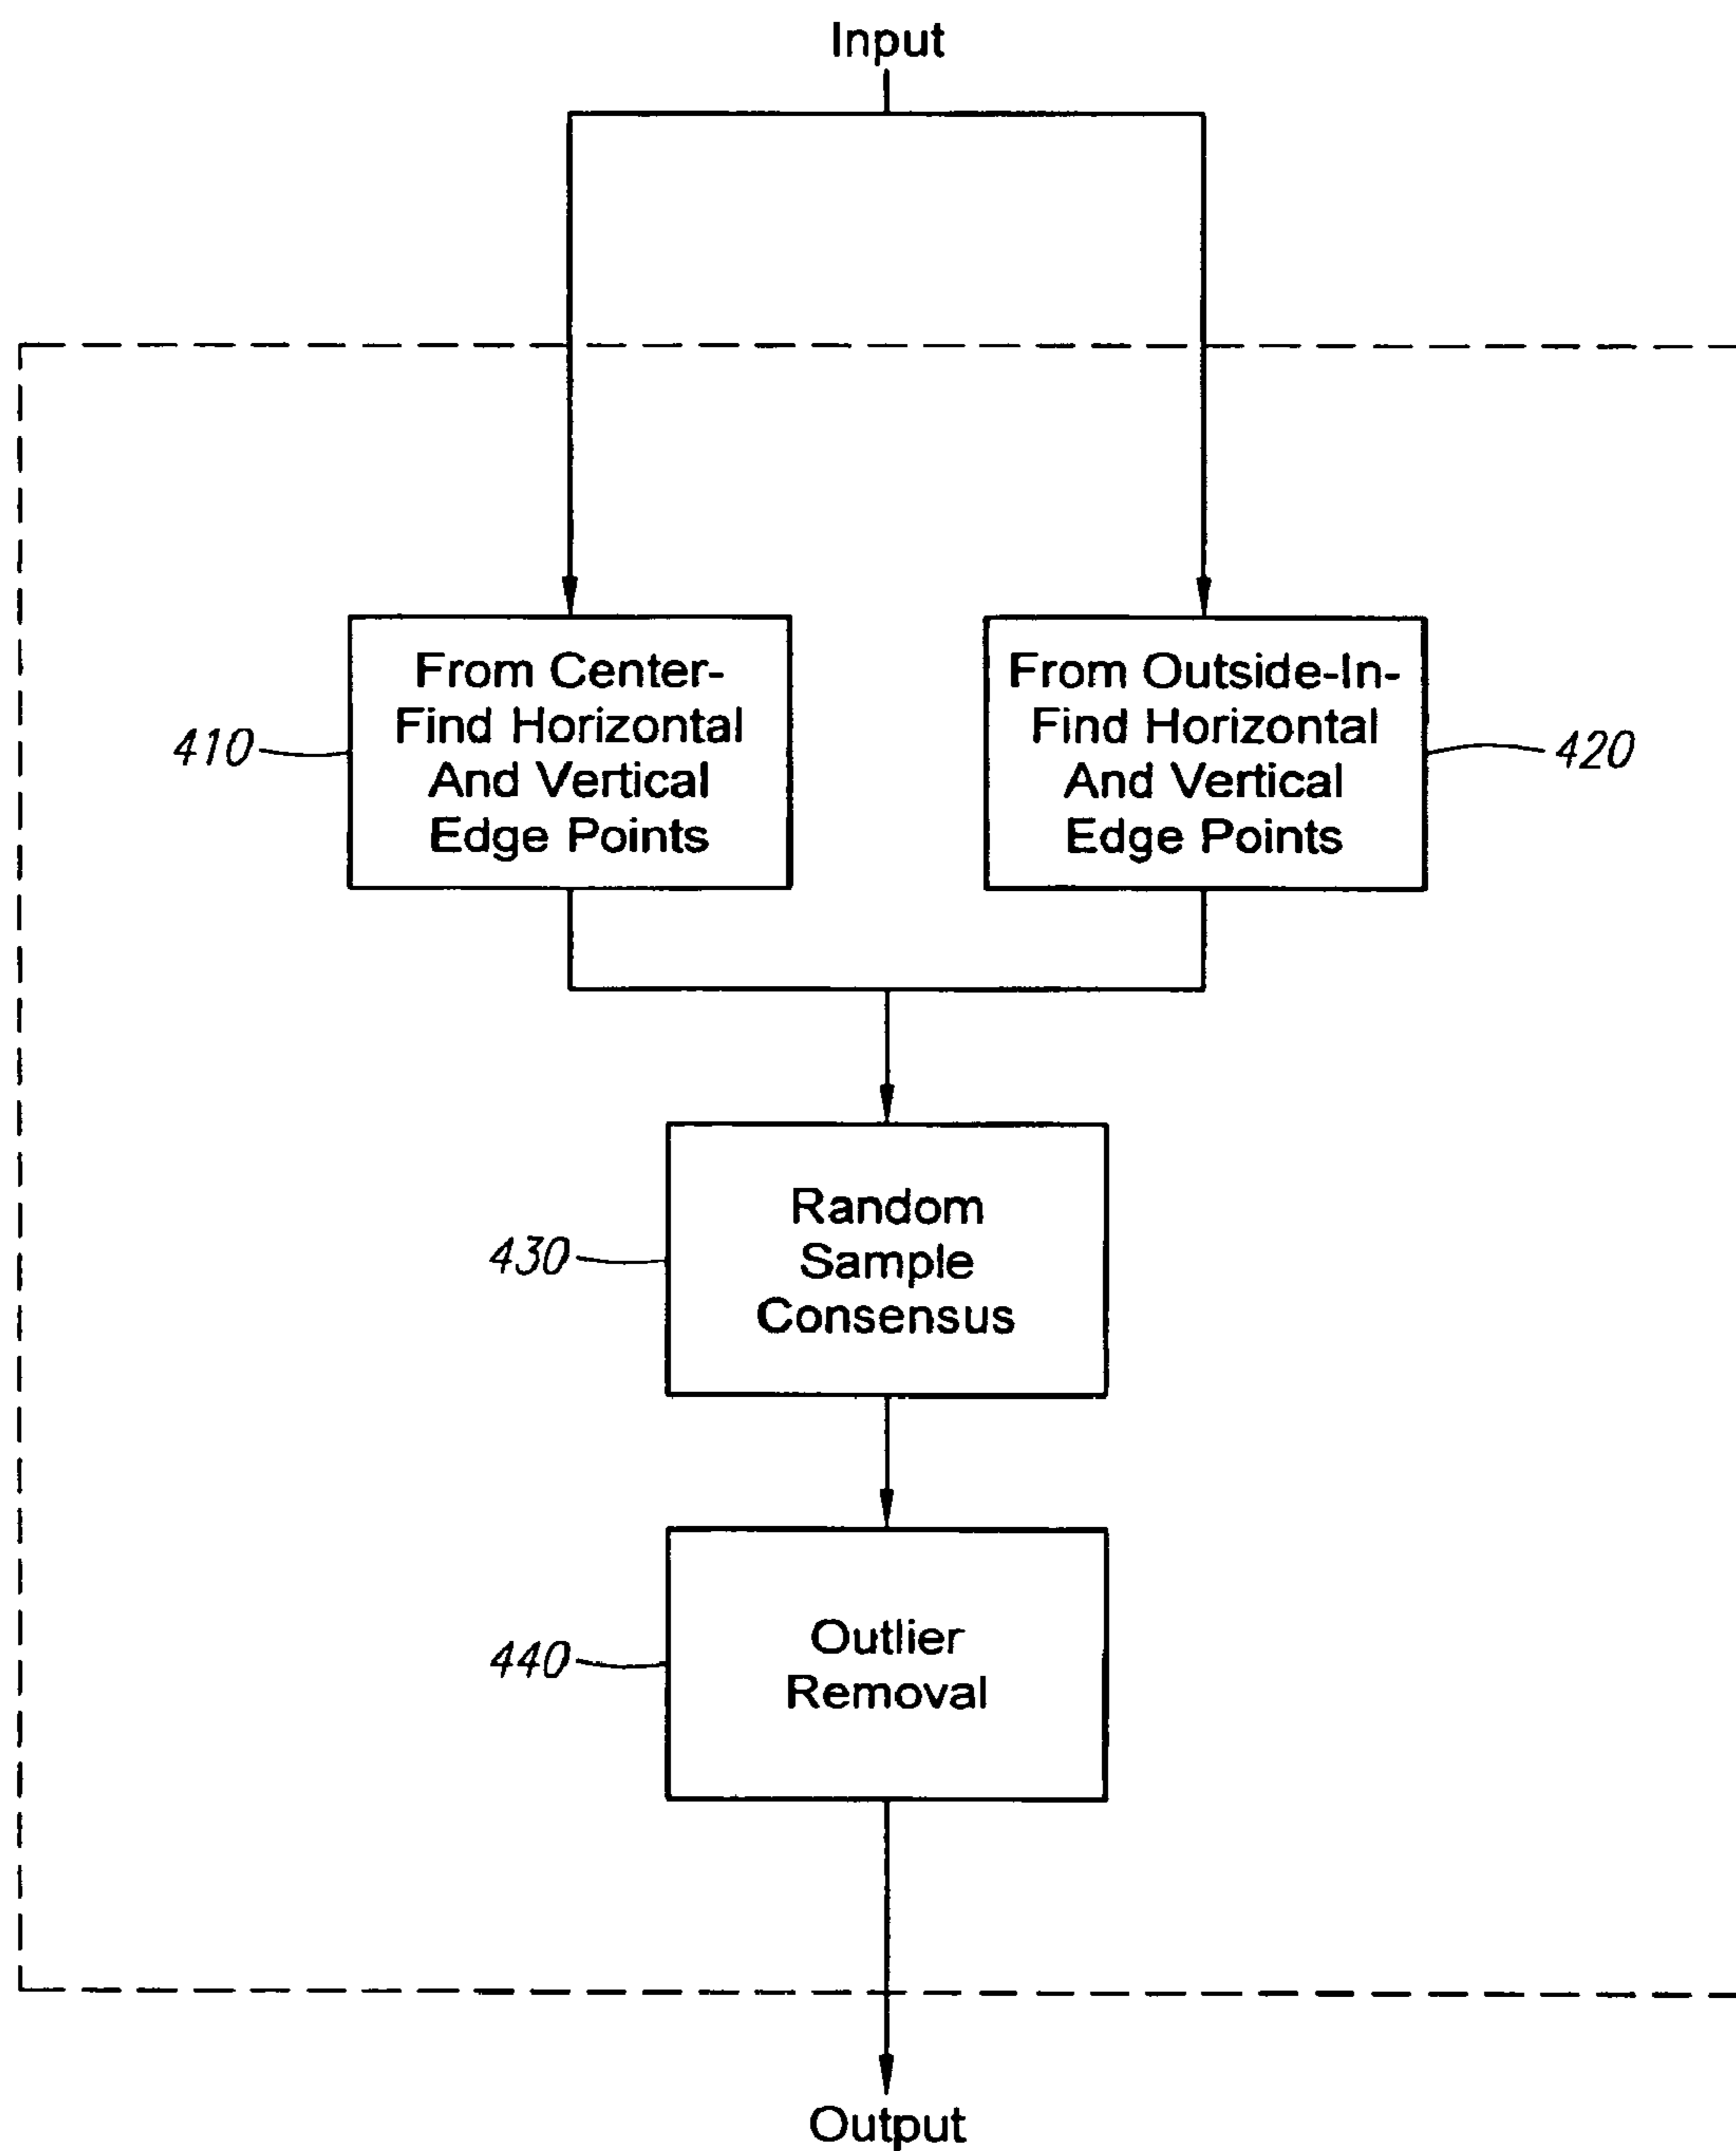 Input
From Center-
Find Horizontal
And Vertical
Edge Points
410
From Outside-In-
Find Horizontal
And Vertical
Edge Points
420
Random
Sample
Consensus
430
Outlier
Removal
440
Output